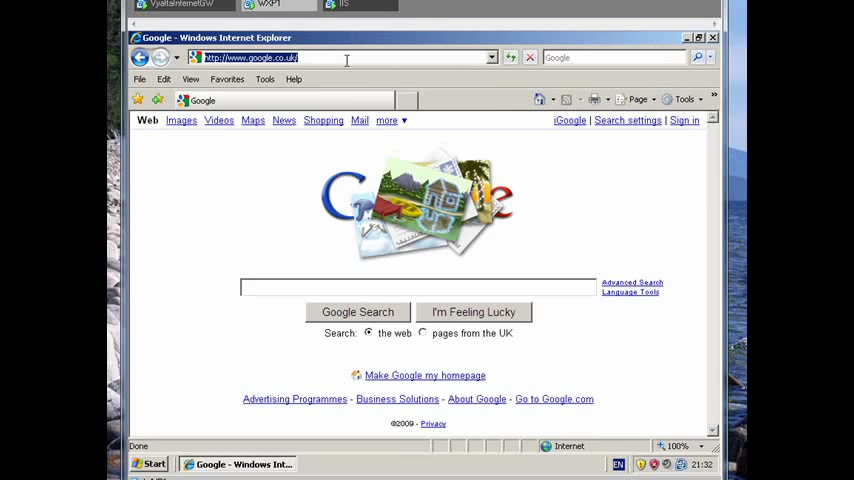 VyattaInternetGW WXP1 IIS
Google - Windows Internet Explorer
http://www.google.co.uk/ Google
File Edit View Favorites Tools Help
Google Page Tools
Web Images Videos Maps News Shopping Mail more iGoogle | Search settings | Sign in
Advanced Search
Language Tools
Google Search I'm Feeling Lucky
Search: the web pages from the UK
Make Google my homepage
Advertising Programmes - Business Solutions - About Google - Go to Google.com
©2009 - Privacy
Done Internet 100%
Start Google - Windows Int... EN 21:32